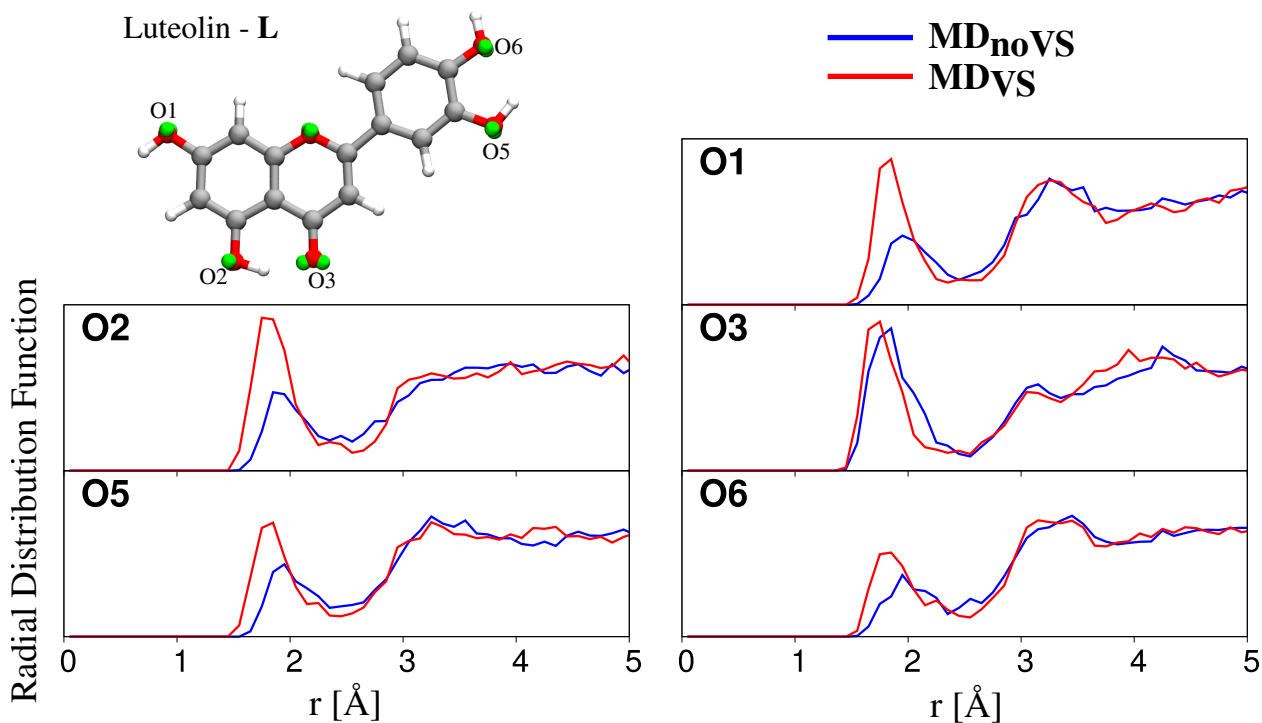 Luteolin - L
MDnoVS
MDVS
O6
O1
O5
O2
O3
O1
O2
O3
O5
O6
Radial Distribution Function
0 1 2 3 4 5
0 1 2 3 4 5
r [Å]
r [Å]